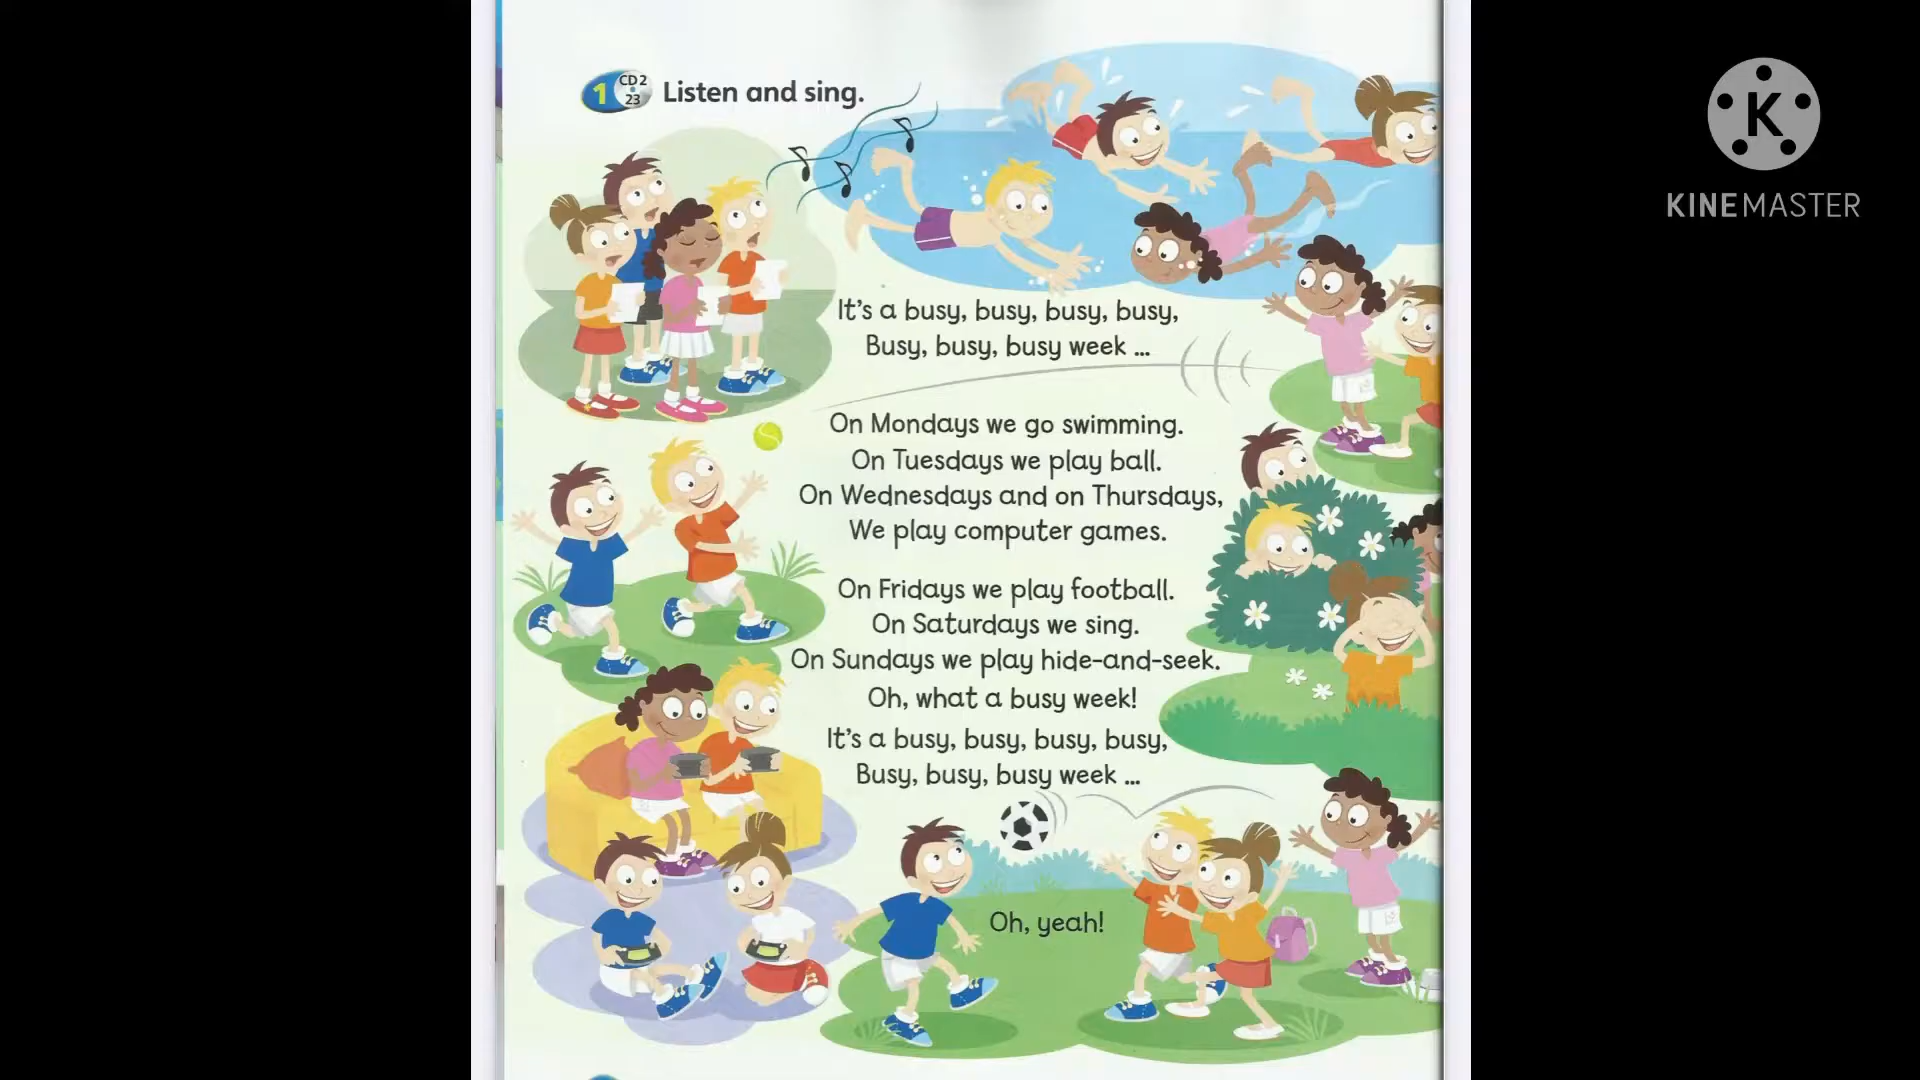 1 CD2 23 Listen and sing.
It's a busy, busy, busy, busy,
Busy, busy, busy week ...
On Mondays we go swimming.
On Tuesdays we play ball.
On Wednesdays and on Thursdays,
We play computer games.
On Fridays we play football.
On Saturdays we sing.
On Sundays we play hide-and-seek.
Oh, what a busy week!
It's a busy, busy, busy, busy,
Busy, busy, busy week ...
Oh, yeah!
K
KINEMASTER